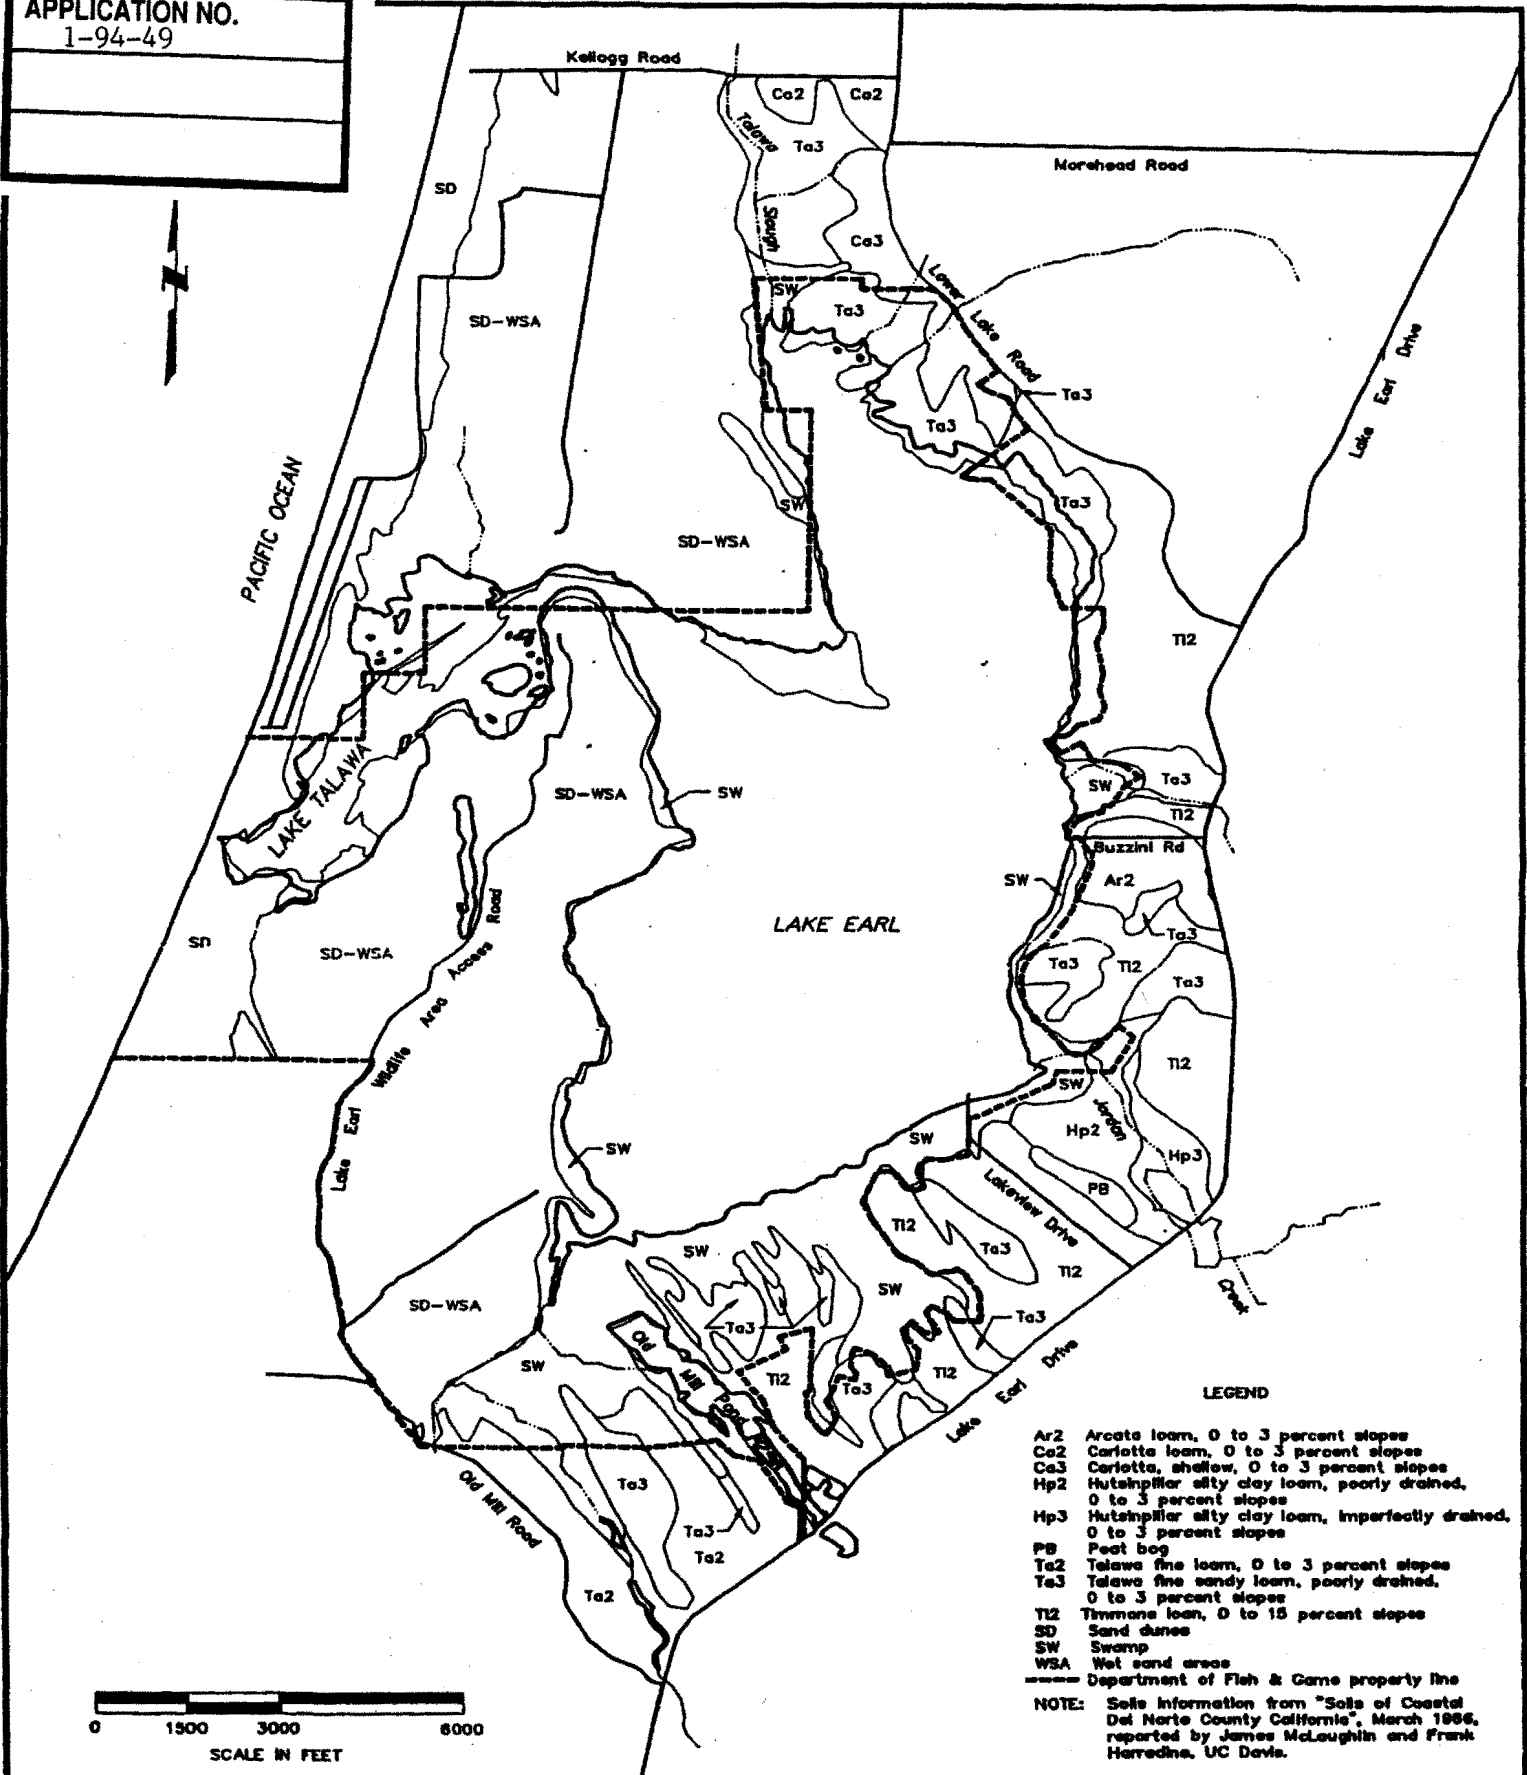 APPLICATION NO.
1-94-49
Kellogg Road
Ca2
Ca2
Talawa
Ta3
Morehead Road
SD
N
Slough
Ca3
Lower
Lake Road
SW
Ta3
SD-WSA
Lake Earl Drive
Ta3
Ta3
PACIFIC OCEAN
SW
Ta3
SD-WSA
Tl2
LAKE TALAWA
SD-WSA
SW
SW
Ta3
Tl2
Buzzini Rd
SW
Ar2
LAKE EARL
Ta3
SD
SD-WSA
Ta3
Tl2
Ta3
Lake Earl Wildlife Area Access Road
Tl2
SW
Jordan
Creek
Hp2
SW
SW
Hp3
PB
Lakeview Drive
Tl2
Ta3
SW
Tl2
SW
SD-WSA
Ta3
Ta3
Old Mill Pond
SW
Tl2
Ta3
Tl2
Lake Earl Drive
Old Mill Road
Ta3
Ta3
Ta2
Ta2
LEGEND
Ar2 Arcata loam, 0 to 3 percent slopes
Ca2 Carlotta loam, 0 to 3 percent slopes
Ca3 Carlotta, shallow, 0 to 3 percent slopes
Hp2 Hutsinpillar silty clay loam, poorly drained,
0 to 3 percent slopes
Hp3 Hutsinpillar silty clay loam, imperfectly drained,
0 to 3 percent slopes
PB Peat bog
Ta2 Talawa fine loam, 0 to 3 percent slopes
Ta3 Talawa fine sandy loam, poorly drained,
0 to 3 percent slopes
Tl2 Timmons loan, 0 to 15 percent slopes
SD Sand dunes
SW Swamp
WSA Wet sand areas
Department of Fish & Game property line
NOTE: Soils information from "Soils of Coastal
Del Norte County California", March 1966,
reported by James McLaughlin and Frank
Harradine, UC Davis.
0 1500 3000 6000
SCALE IN FEET